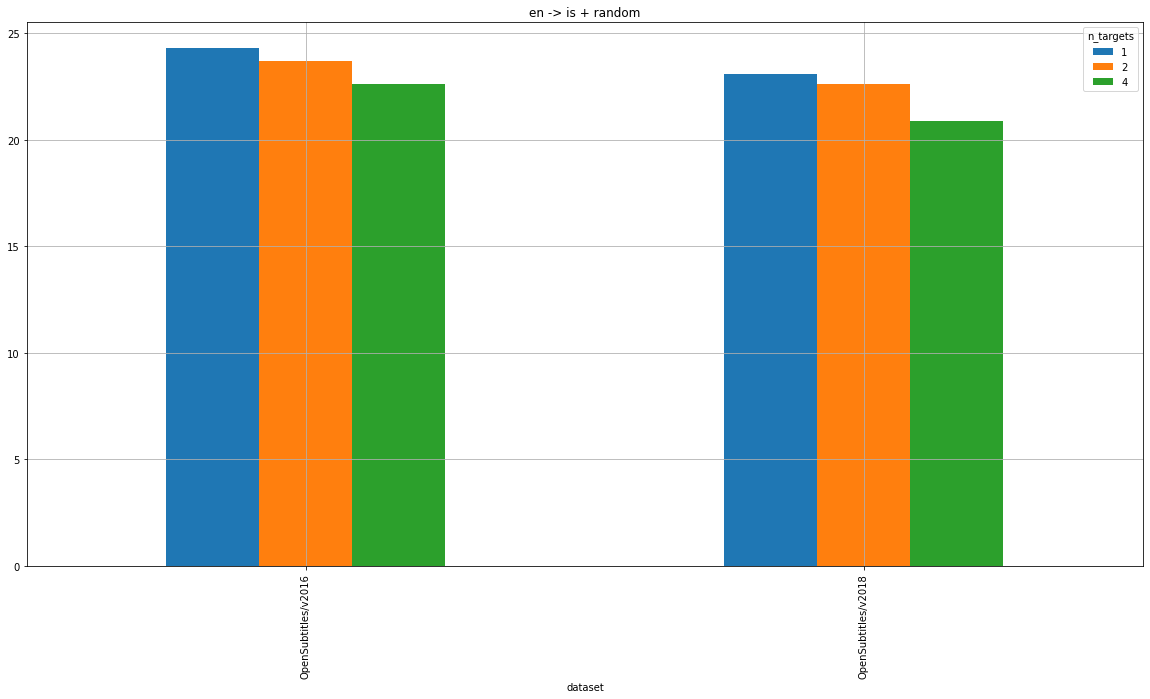 en -> is + random
n_targets
1
2
4
25
20
15
10
5
0
OpenSubtitles/v2016
OpenSubtitles/v2018
dataset